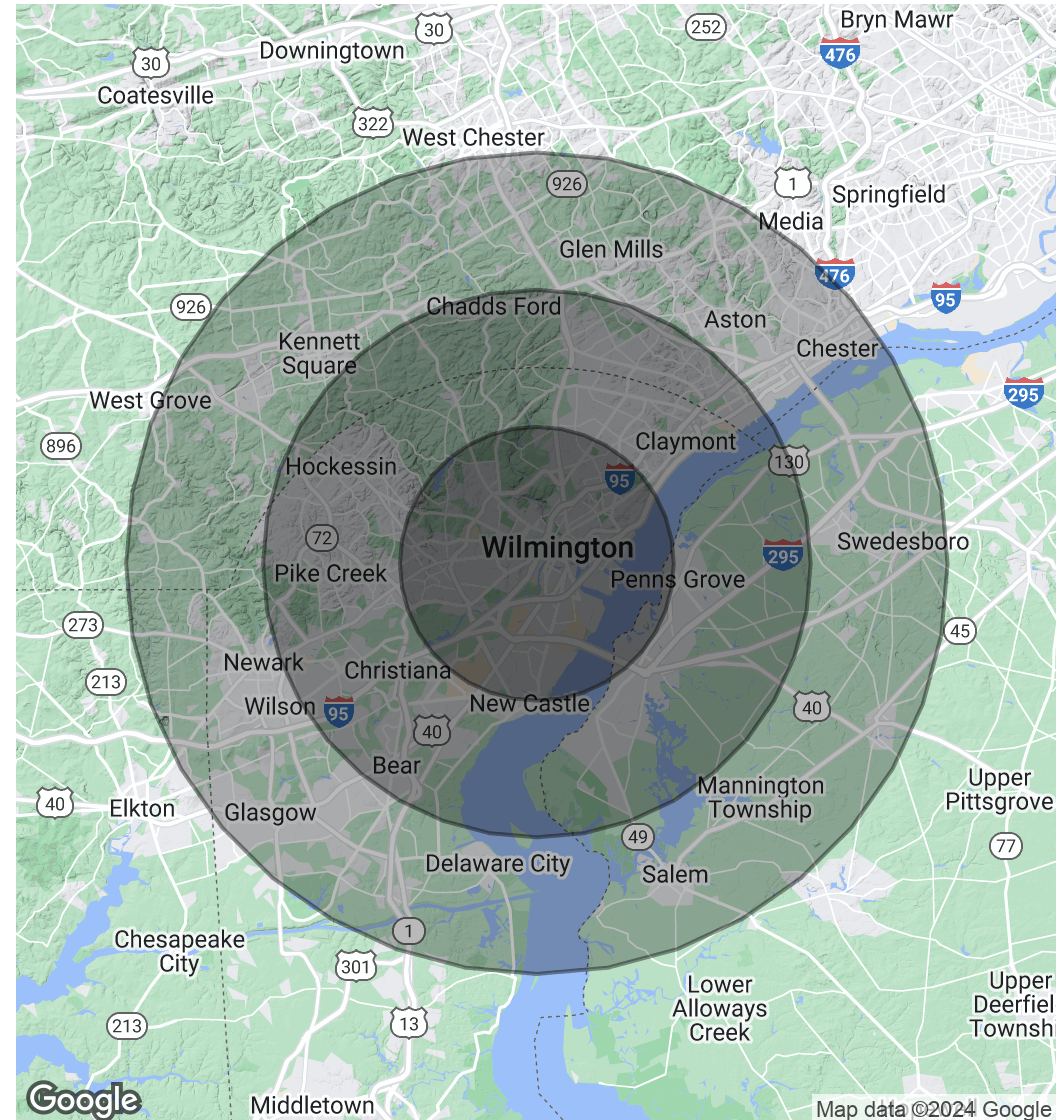 Bryn Mawr
252
30
Downingtown
476
30
Coatesville
322
West Chester
926
1
Springfield
Media
Glen Mills
476
95
926
Chadds Ford
Aston
Kennett
Square
Chester
295
West Grove
896
Claymont
130
Hockessin
95
72
Wilmington
Swedesboro
295
Pike Creek
Penns Grove
273
45
Newark
Christiana
213
Wilson
95
New Castle
40
40
Bear
Mannington
Township
Upper
Pittsgrove
40
Elkton
Glasgow
49
77
Delaware City
Salem
1
Chesapeake
City
301
Lower
Alloways
Creek
Upper
Deerfiel
Townshi
213
13
Google
Middletown
Map data ©2024 Google